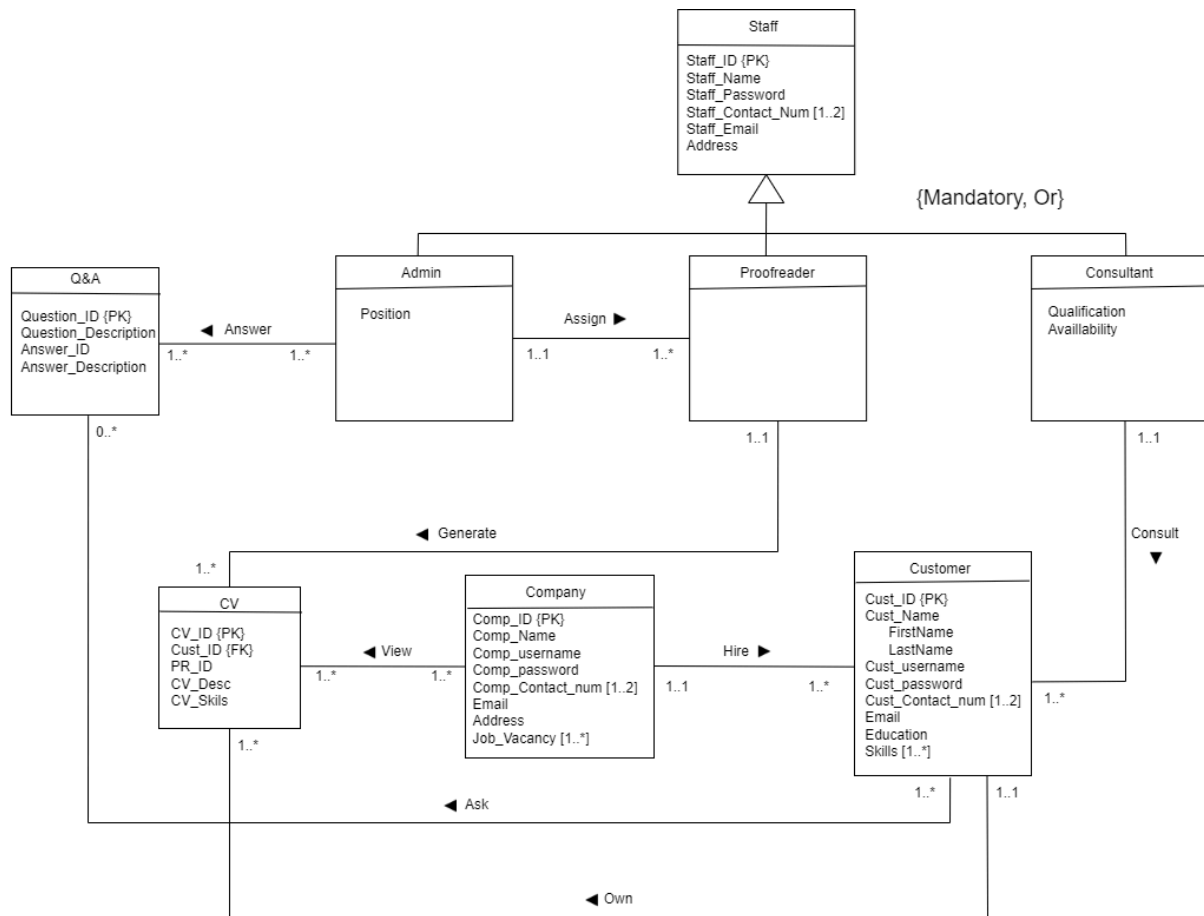 Staff
Staff_ID {PK}
Staff_Name
Staff_Password
Staff_Contact_Num [1..2]
Staff_Email
Address
{Mandatory, Or}
Q&A
Question_ID {PK}
Question_Description
Answer_ID
Answer_Description
Admin
Position
Proofreader
Consultant
Qualification
Availlability
◄ Answer
1..*
1..*
Assign ►
1..1
1..*
0..*
1..1
1..1
◄ Generate
1..*
Consult
▼
CV
CV_ID {PK}
Cust_ID {FK}
PR_ID
CV_Desc
CV_Skils
◄ View
1..*
1..*
Company
Comp_ID {PK}
Comp_Name
Comp_username
Comp_password
Comp_Contact_num [1..2]
Email
Address
Job_Vacancy [1..*]
Hire ►
1..1
1..*
Customer
Cust_ID {PK}
Cust_Name
FirstName
LastName
Cust_username
Cust_password
Cust_Contact_num [1..2]
Email
Education
Skills [1..*]
1..*
1..*
1..*
1..1
◄ Ask
◄ Own